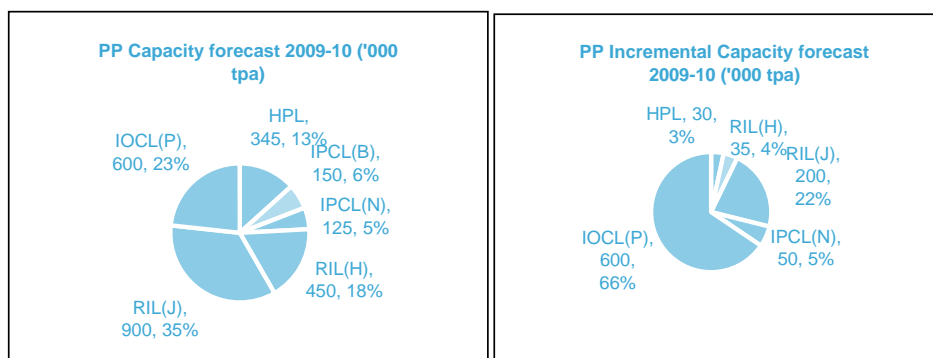 PP Capacity forecast 2009-10 ('000
tpa)
HPL,
345, 13%
IPCL(B),
150, 6%
IPCL(N),
125, 5%
RIL(H),
450, 18%
RIL(J),
900, 35%
IOCL(P),
600, 23%
PP Incremental Capacity forecast
2009-10 ('000 tpa)
HPL, 30,
3%
RIL(H),
35, 4%
RIL(J),
200,
22%
IPCL(N),
50, 5%
IOCL(P),
600,
66%